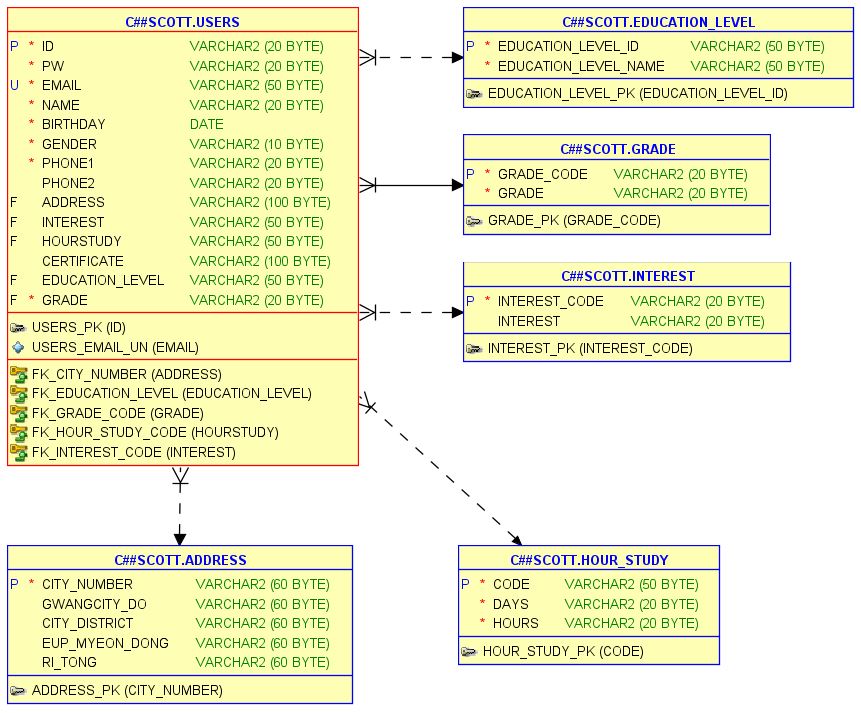 C##SCOTT.USERS
P * ID VARCHAR2 (20 BYTE)
* PW VARCHAR2 (20 BYTE)
U * EMAIL VARCHAR2 (50 BYTE)
* NAME VARCHAR2 (20 BYTE)
* BIRTHDAY DATE
* GENDER VARCHAR2 (10 BYTE)
* PHONE1 VARCHAR2 (20 BYTE)
PHONE2 VARCHAR2 (20 BYTE)
F ADDRESS VARCHAR2 (100 BYTE)
F INTEREST VARCHAR2 (50 BYTE)
F HOURSTUDY VARCHAR2 (50 BYTE)
CERTIFICATE VARCHAR2 (100 BYTE)
F EDUCATION_LEVEL VARCHAR2 (50 BYTE)
F * GRADE VARCHAR2 (20 BYTE)
USERS_PK (ID)
USERS_EMAIL_UN (EMAIL)
FK_CITY_NUMBER (ADDRESS)
FK_EDUCATION_LEVEL (EDUCATION_LEVEL)
FK_GRADE_CODE (GRADE)
FK_HOUR_STUDY_CODE (HOURSTUDY)
FK_INTEREST_CODE (INTEREST)
C##SCOTT.EDUCATION_LEVEL
P * EDUCATION_LEVEL_ID VARCHAR2 (50 BYTE)
* EDUCATION_LEVEL_NAME VARCHAR2 (50 BYTE)
EDUCATION_LEVEL_PK (EDUCATION_LEVEL_ID)
C##SCOTT.GRADE
P * GRADE_CODE VARCHAR2 (20 BYTE)
* GRADE VARCHAR2 (20 BYTE)
GRADE_PK (GRADE_CODE)
C##SCOTT.INTEREST
P * INTEREST_CODE VARCHAR2 (20 BYTE)
INTEREST VARCHAR2 (20 BYTE)
INTEREST_PK (INTEREST_CODE)
C##SCOTT.ADDRESS
P * CITY_NUMBER VARCHAR2 (60 BYTE)
GWANGCITY_DO VARCHAR2 (60 BYTE)
CITY_DISTRICT VARCHAR2 (60 BYTE)
EUP_MYEON_DONG VARCHAR2 (60 BYTE)
RI_TONG VARCHAR2 (60 BYTE)
ADDRESS_PK (CITY_NUMBER)
C##SCOTT.HOUR_STUDY
P * CODE VARCHAR2 (50 BYTE)
* DAYS VARCHAR2 (20 BYTE)
* HOURS VARCHAR2 (20 BYTE)
HOUR_STUDY_PK (CODE)